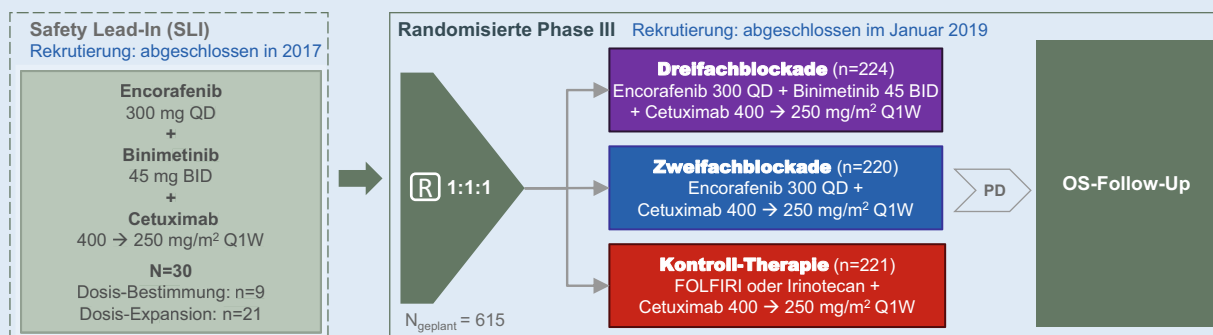 Safety Lead-In (SLI)
Rekrutierung: abgeschlossen in 2017
Encorafenib
300 mg QD
+
Binimetinib
45 mg BID
+
Cetuximab
400 → 250 mg/m² Q1W
N=30
Dosis-Bestimmung: n=9
Dosis-Expansion: n=21
Randomisierte Phase III Rekrutierung: abgeschlossen im Januar 2019
R 1:1:1
N_geplant = 615
Dreifachblockade (n=224)
Encorafenib 300 QD + Binimetinib 45 BID
+ Cetuximab 400 → 250 mg/m² Q1W
Zweifachblockade (n=220)
Encorafenib 300 QD +
Cetuximab 400 → 250 mg/m² Q1W
Kontroll-Therapie (n=221)
FOLFIRI oder Irinotecan +
Cetuximab 400 → 250 mg/m² Q1W
PD
OS-Follow-Up